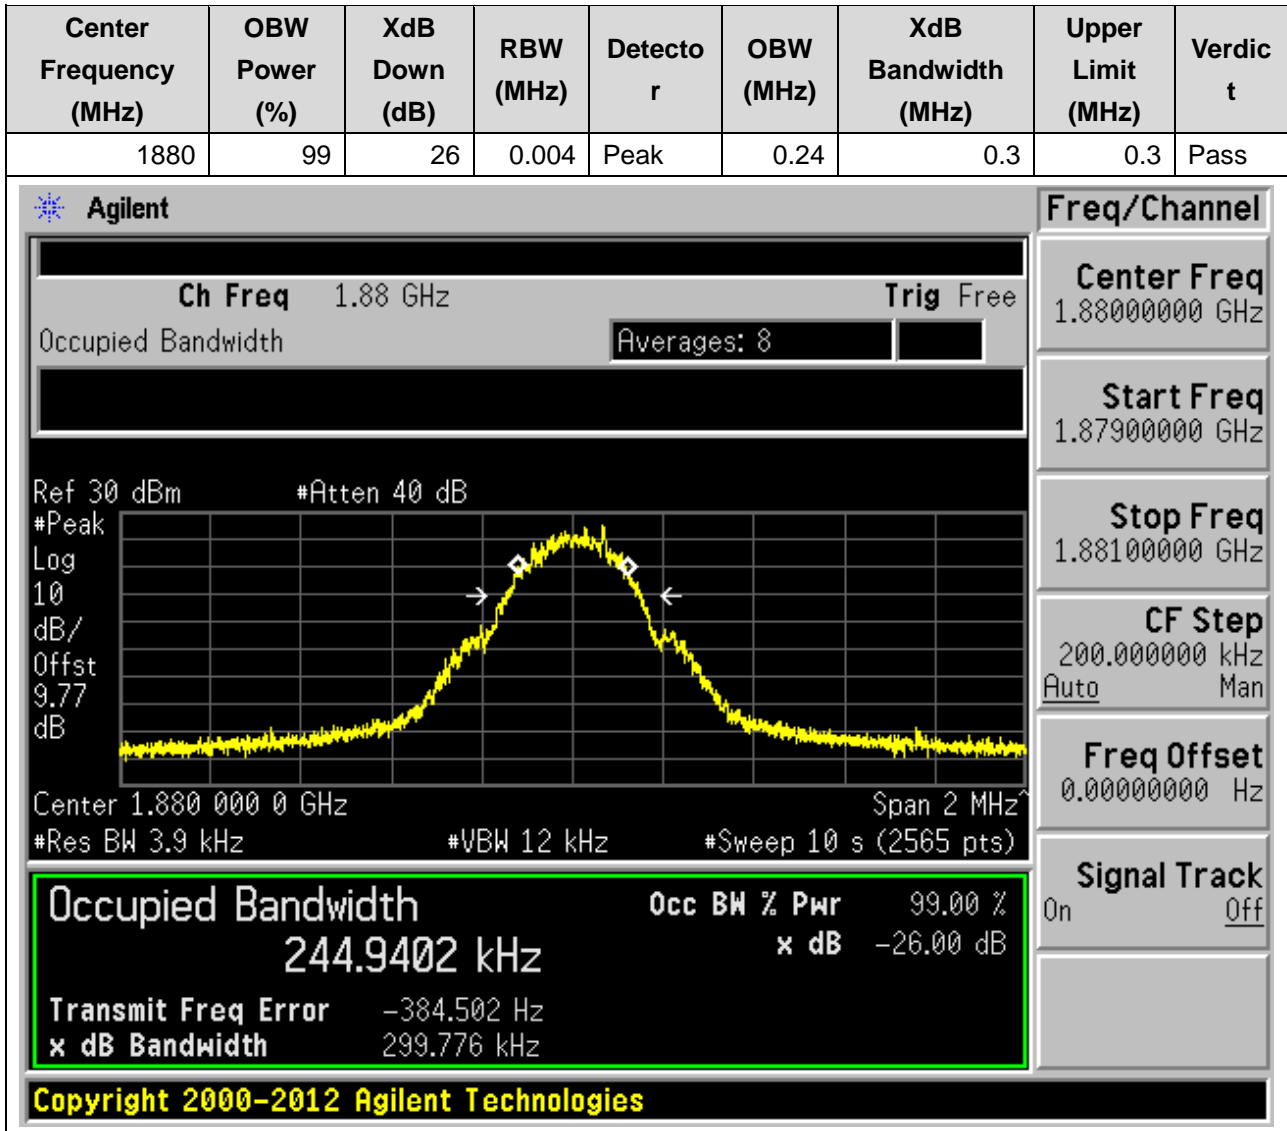 Center Frequency (MHz) OBW Power (%) XdB Down (dB) RBW (MHz) Detecto r OBW (MHz) XdB Bandwidth (MHz) Upper Limit (MHz) Verdic t
1880 99 26 0.004 Peak 0.24 0.3 0.3 Pass
Agilent
Ch Freq 1.88 GHz Trig Free
Occupied Bandwidth Averages: 8
Ref 30 dBm #Atten 40 dB
#Peak
Log
10
dB/
Offst
9.77
dB
Center 1.880 000 0 GHz Span 2 MHz^
#Res BW 3.9 kHz #VBW 12 kHz #Sweep 10 s (2565 pts)
Occupied Bandwidth Occ BW % Pwr 99.00 %
244.9402 kHz x dB -26.00 dB
Transmit Freq Error -384.502 Hz
x dB Bandwidth 299.776 kHz
Copyright 2000-2012 Agilent Technologies
Freq/Channel
Center Freq
1.88000000 GHz
Start Freq
1.87900000 GHz
Stop Freq
1.88100000 GHz
CF Step
200.000000 kHz
Auto Man
Freq Offset
0.00000000 Hz
Signal Track
On Off